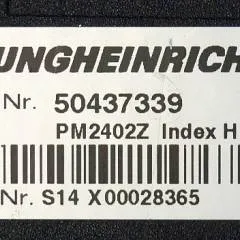 UNGHEINRICH
Nr. 50437339
PM2402Z Index H
Nr. S14 X00028365